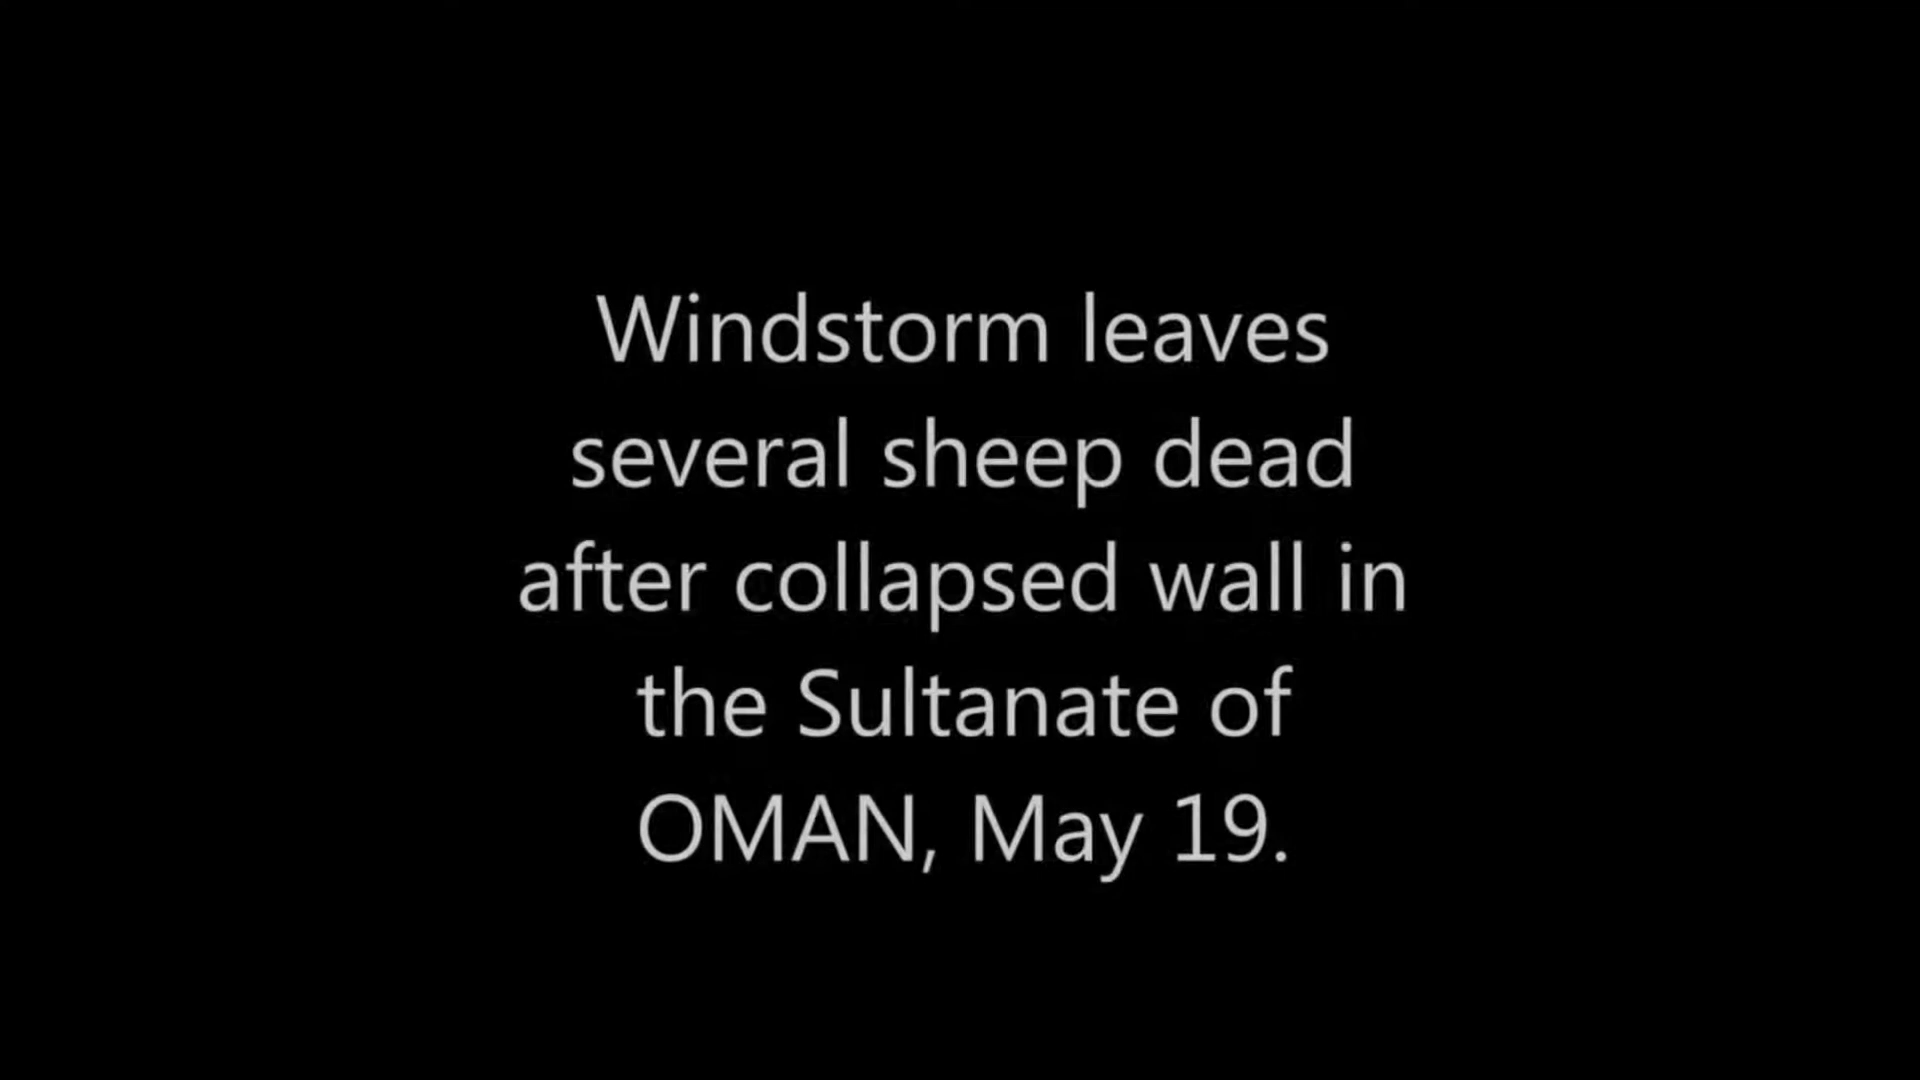 Windstorm leaves
several sheep dead
after collapsed wall in
the Sultanate of
OMAN, May 19.